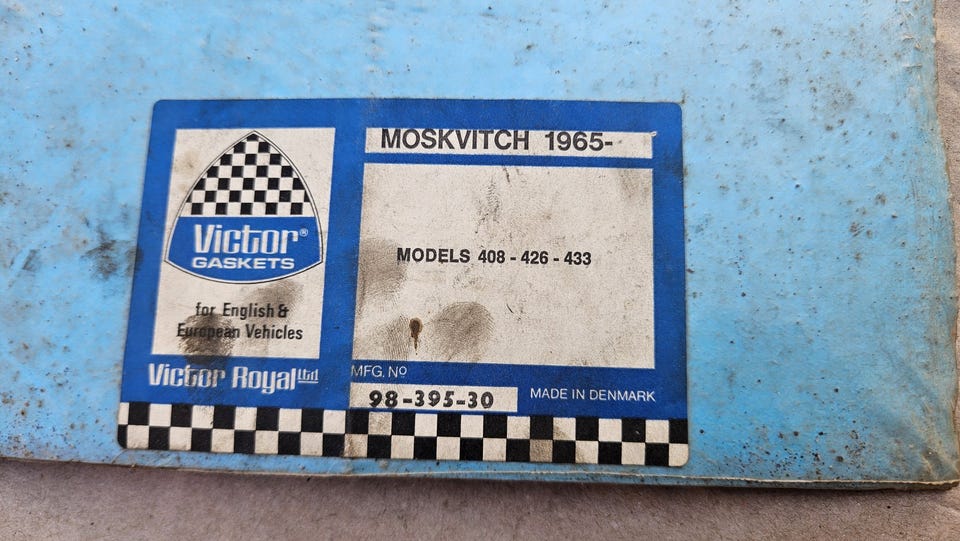 MOSKVITCH 1965-
MODELS 408 - 426 - 433
Victor®
GASKETS
for English &
European Vehicles
Victor Royal Ltd
MFG. No
98-395-30
MADE IN DENMARK